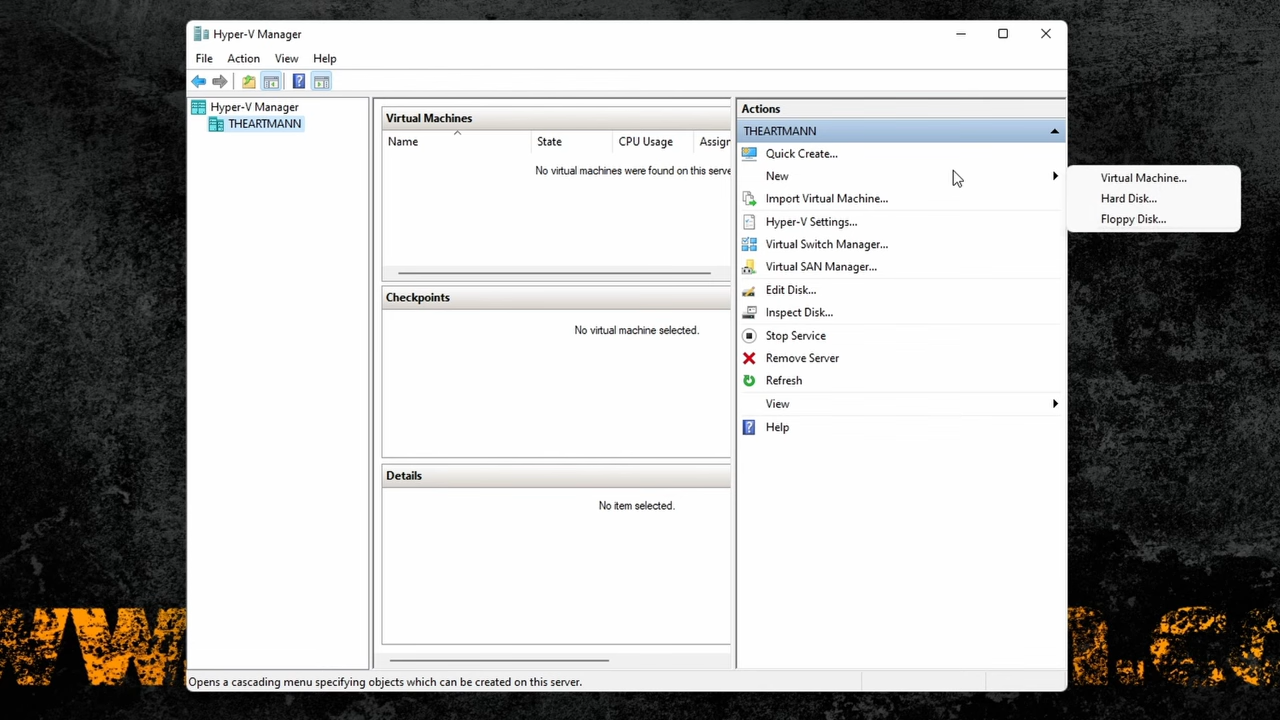 Hyper-V Manager
File Action View Help
Hyper-V Manager
THEARTMANN
Virtual Machines
Name State CPU Usage Assign
No virtual machines were found on this serve
Checkpoints
No virtual machine selected.
Details
No item selected.
Actions
THEARTMANN
Quick Create...
New
Import Virtual Machine...
Hyper-V Settings...
Virtual Switch Manager...
Virtual SAN Manager...
Edit Disk...
Inspect Disk...
Stop Service
Remove Server
Refresh
View
Help
Virtual Machine...
Hard Disk...
Floppy Disk...
Opens a cascading menu specifying objects which can be created on this server.